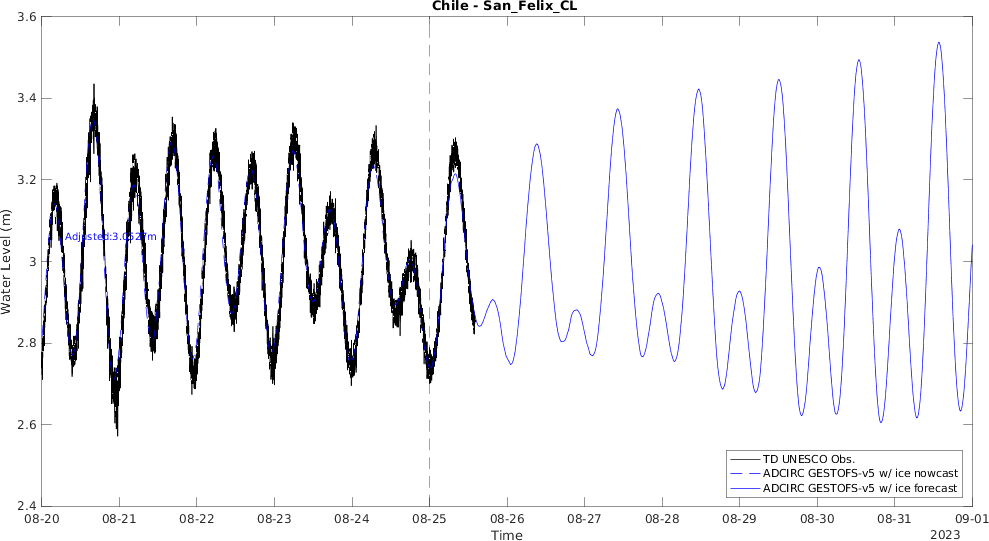 Chile - San_Felix_CL
3.6
3.4
3.2
3
2.8
2.6
2.4
Water Level (m)
Adjusted:3.0527m
TD UNESCO Obs.
ADCIRC GESTOFS-v5 w/ ice nowcast
ADCIRC GESTOFS-v5 w/ ice forecast
08-20 08-21 08-22 08-23 08-24 08-25 08-26 08-27 08-28 08-29 08-30 08-31 09-01
Time
2023